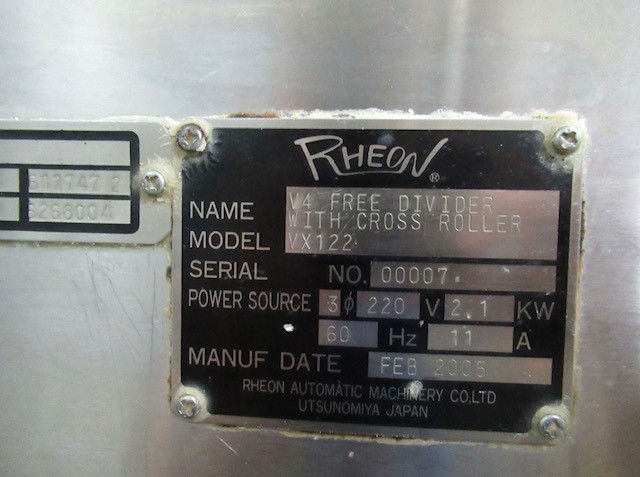 RHEON®
NAME V4 FREE DIVIDER
WITH CROSS ROLLER
MODEL VX122
SERIAL NO. 00007.
POWER SOURCE 3φ 220 V 2.1 KW
60 Hz 11 A
MANUF DATE FEB 2005
RHEON AUTOMATIC MACHINERY CO.LTD
UTSUNOMIYA JAPAN